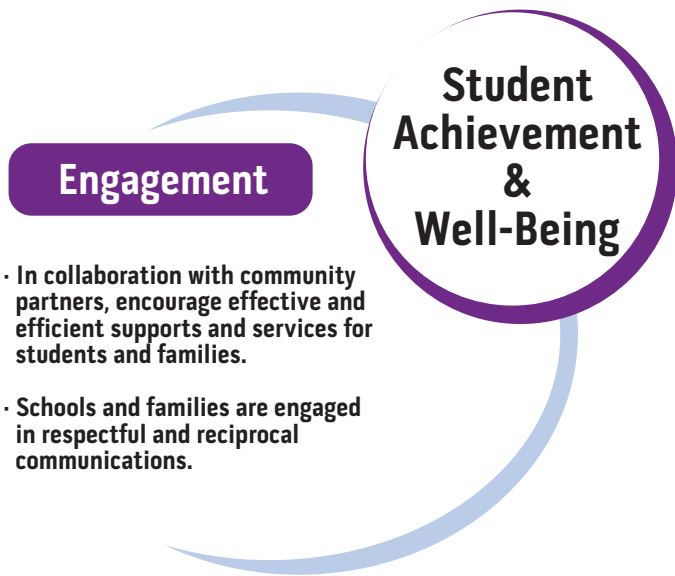 Student
Achievement
&
Well-Being
Engagement
· In collaboration with community
partners, encourage effective and
efficient supports and services for
students and families.
· Schools and families are engaged
in respectful and reciprocal
communications.